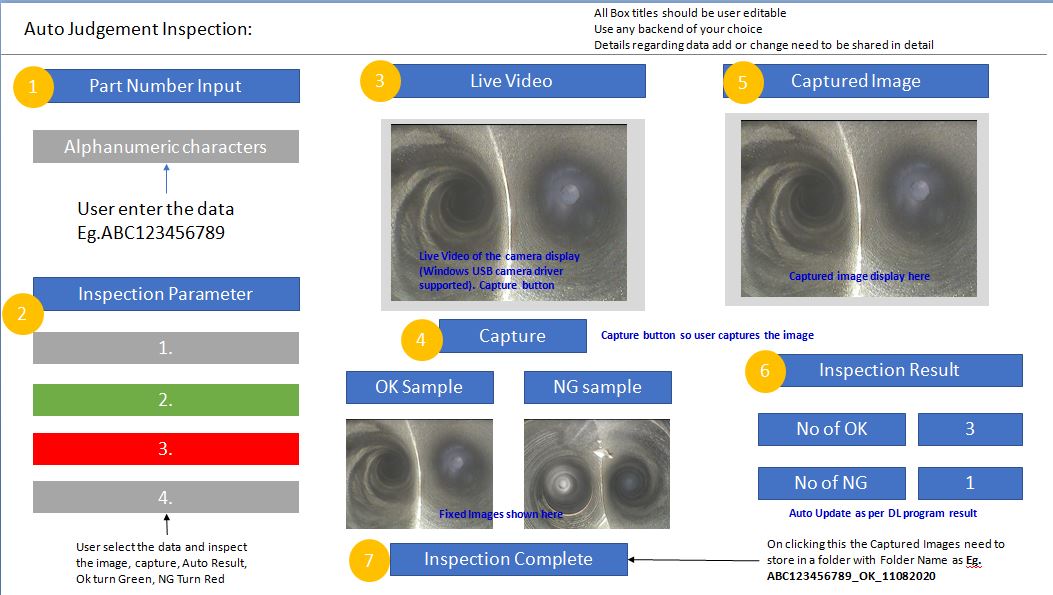 Auto Judgement Inspection:
All Box titles should be user editable
Use any backend of your choice
Details regarding data add or change need to be shared in detail
1
Part Number Input
Alphanumeric characters
User enter the data
Eg.ABC123456789
2
Inspection Parameter
1.
2.
3.
4.
User select the data and inspect
the image, capture, Auto Result,
Ok turn Green, NG Turn Red
3
Live Video
Live Video of the camera display
(Windows USB camera driver
supported). Capture button
4
Capture
Capture button so user captures the image
OK Sample
NG sample
Fixed Images shown here
5
Captured Image
Captured image display here
6
Inspection Result
No of OK
3
No of NG
1
Auto Update as per DL program result
7
Inspection Complete
On clicking this the Captured Images need to
store in a folder with Folder Name as Eg.
ABC123456789_OK_11082020